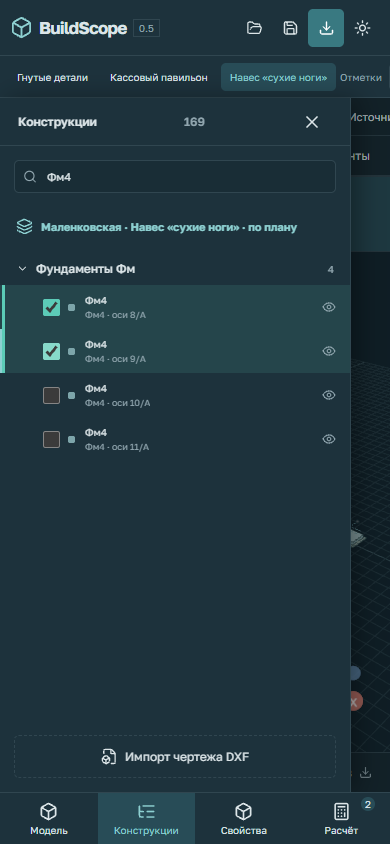 BuildScope 0.5
Гнутые детали Кассовый павильон Навес «сухие ноги» Отметки
Конструкции 169
Фм4
Маленковская · Навес «сухие ноги» · по плану
Фундаменты Фм 4
Фм4
Фм4 · оси 8/А
Фм4
Фм4 · оси 9/А
Фм4
Фм4 · оси 10/А
Фм4
Фм4 · оси 11/А
X
Импорт чертежа DXF
Модель Конструкции Свойства Расчёт 2